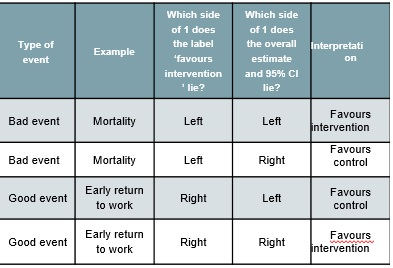 Type of
event
Example
Which side
of 1 does
the label
‘favours
intervention
’ lie?
Which side
of 1 does
the overall
estimate
and 95% CI
lie?
Interpretati
on
Bad event
Mortality
Left
Left
Favours
intervention
Bad event
Mortality
Left
Right
Favours
control
Good event
Early return
to work
Right
Left
Favours
control
Good event
Early return
to work
Right
Right
Favours
intervention